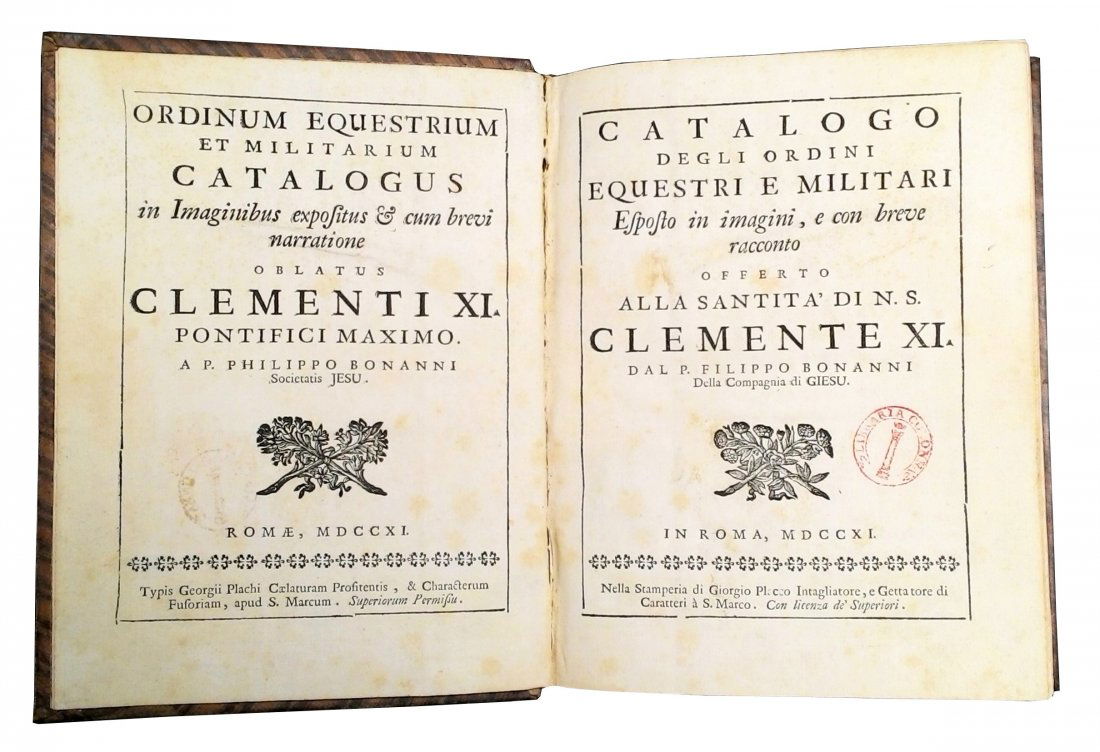 ORDINUM EQUESTRIUM
ET MILITARIUM
CATALOGUS
in Imaginibus expoſitus & cum brevi
narratione
OBLATUS
CLEMENTI XI.
PONTIFICI MAXIMO.
A P. PHILIPPO BONANNI
Societatis JESU.
ROMÆ, MDCCXI.
Typis Georgii Plachi Cælaturam Profitentis, & Characterum
Fuſoriam, apud S. Marcum. Superiorum Permiſſu.
CATALOGO
DEGLI ORDINI
EQUESTRI E MILITARI
Eſpoſto in imagini, e con breve
racconto
OFFERTO
ALLA SANTITA' DI N. S.
CLEMENTE XI.
DAL P. FILIPPO BONANNI
Della Compagnia di GIESU.
IN ROMA, MDCCXI.
Nella Stamperia di Giorgio Intagliatore, e Gettatore di
Caratteri à S. Marco. Con licenza de' Superiori.